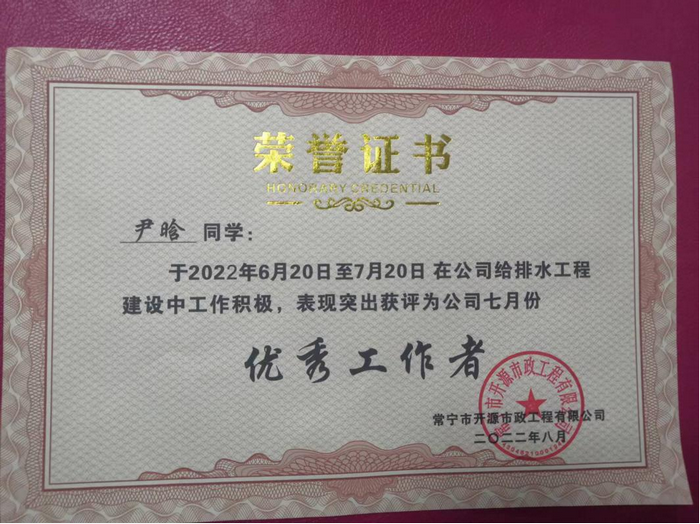 荣誉证书
HONORARY CREDENTIAL
尹晗 同学：
于2022年6月20日至7月20日 在公司给排水工程
建设中工作积极，表现突出获评为公司七月份
优秀工作者
常宁市开源市政工程有限公司
二〇二二年八月